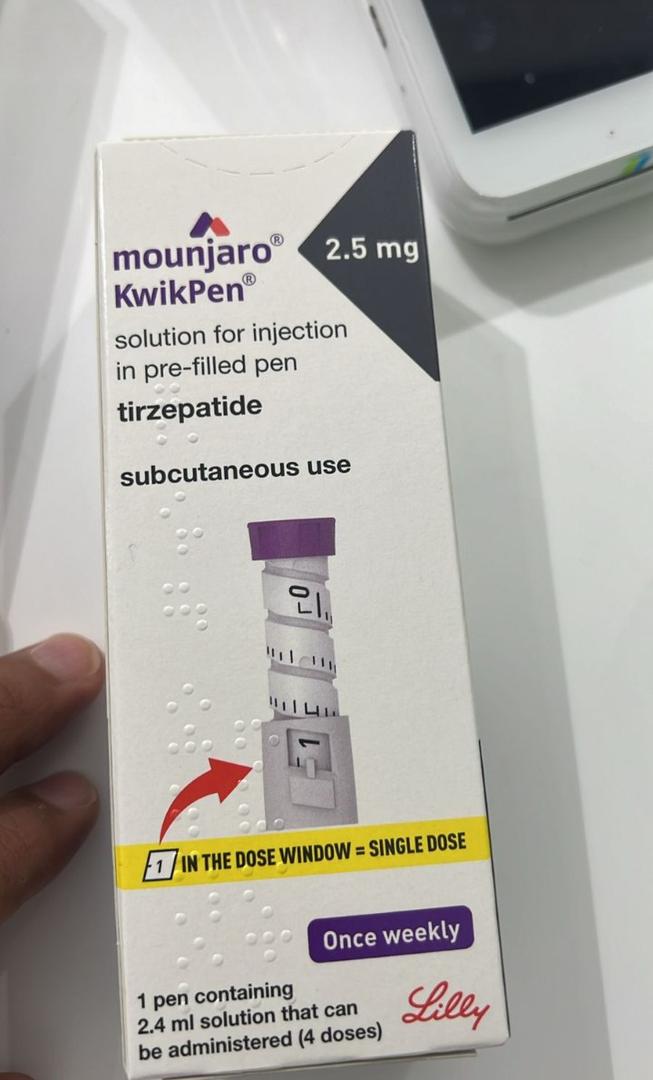 mounjaro®
KwikPen®
2.5 mg
solution for injection
in pre-filled pen
tirzepatide
subcutaneous use
0
1
1 IN THE DOSE WINDOW = SINGLE DOSE
Once weekly
1 pen containing
2.4 ml solution that can
be administered (4 doses)
Lilly